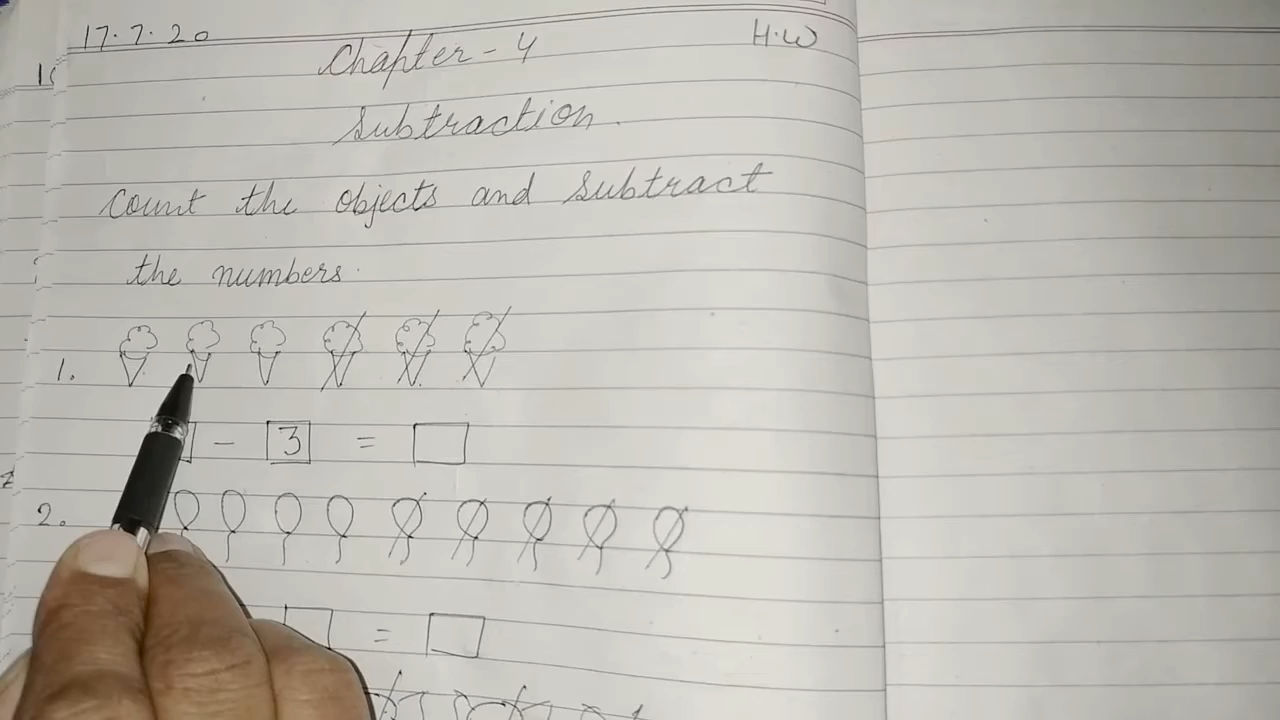 17.7.20 H.W
Chapter-4
Subtraction.
Count the objects and Subtract
the numbers.
1.
- 3 =
2.
=